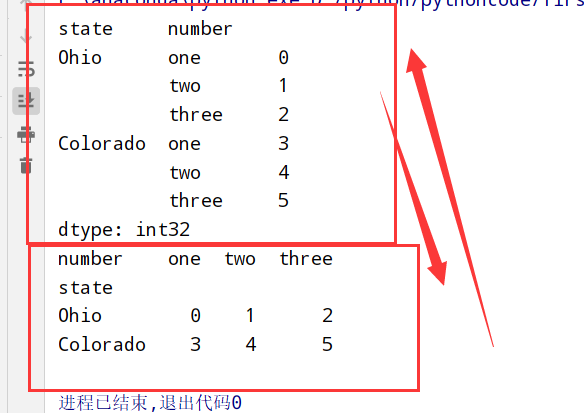 state     number
Ohio      one       0
          two       1
          three     2
Colorado  one       3
          two       4
          three     5
dtype: int32
number    one  two  three
state
Ohio        0    1      2
Colorado    3    4      5
进程已结束,退出代码0